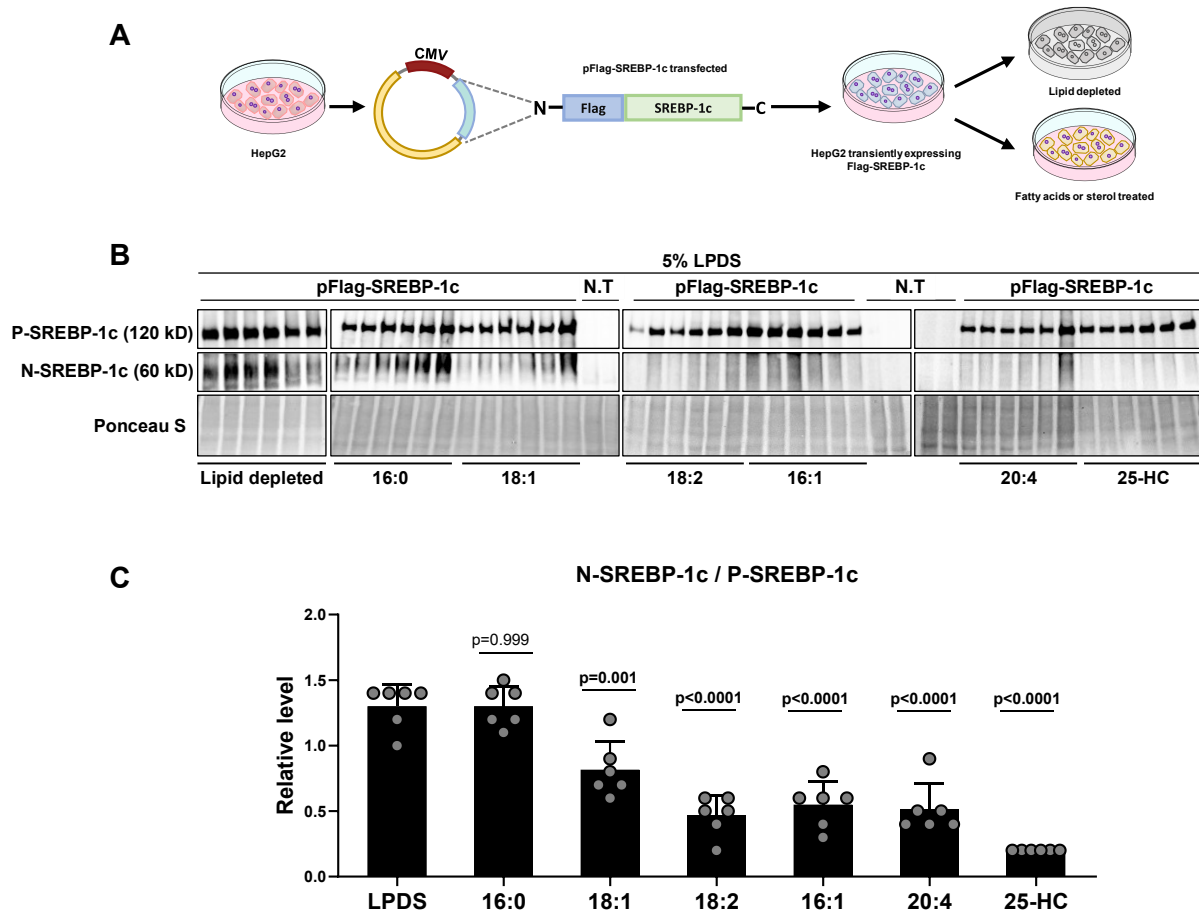 A
CMV
pFlag-SREBP-1c transfected
N
Flag
SREBP-1c
C
HepG2
HepG2 transiently expressing
Flag-SREBP-1c
Lipid depleted
Fatty acids or sterol treated
B
5% LPDS
pFlag-SREBP-1c N.T pFlag-SREBP-1c N.T pFlag-SREBP-1c
P-SREBP-1c (120 kD)
N-SREBP-1c (60 kD)
Ponceau S
Lipid depleted 16:0 18:1 18:2 16:1 20:4 25-HC
C
N-SREBP-1c / P-SREBP-1c
Relative level
2.0
1.5
1.0
0.5
0.0
p=0.999
p=0.001
p<0.0001
p<0.0001
p<0.0001
p<0.0001
LPDS 16:0 18:1 18:2 16:1 20:4 25-HC